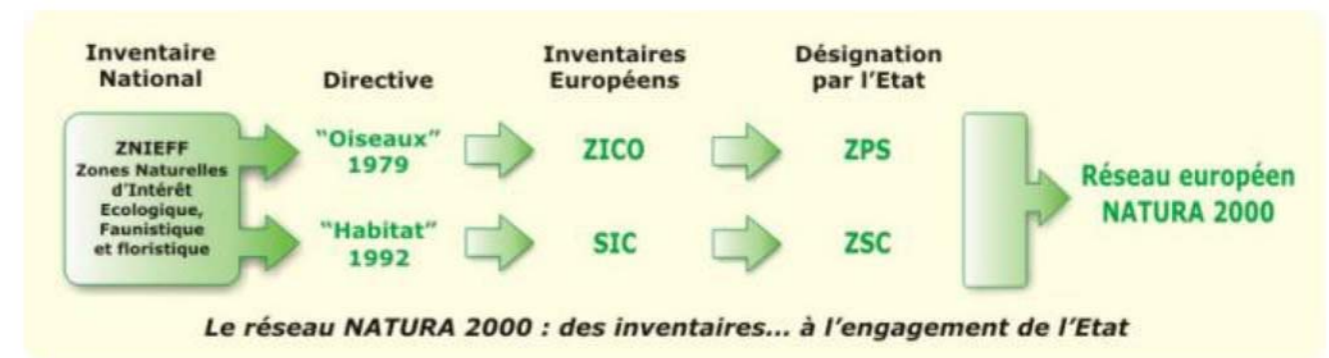 Inventaire
National
Directive
Inventaires
Européens
Désignation
par l'Etat
ZNIEFF
Zones Naturelles
d'Intérêt
Ecologique,
Faunistique
et floristique
"Oiseaux"
1979
ZICO
ZPS
"Habitat"
1992
SIC
ZSC
Réseau européen
NATURA 2000
Le réseau NATURA 2000 : des inventaires... à l'engagement de l'Etat